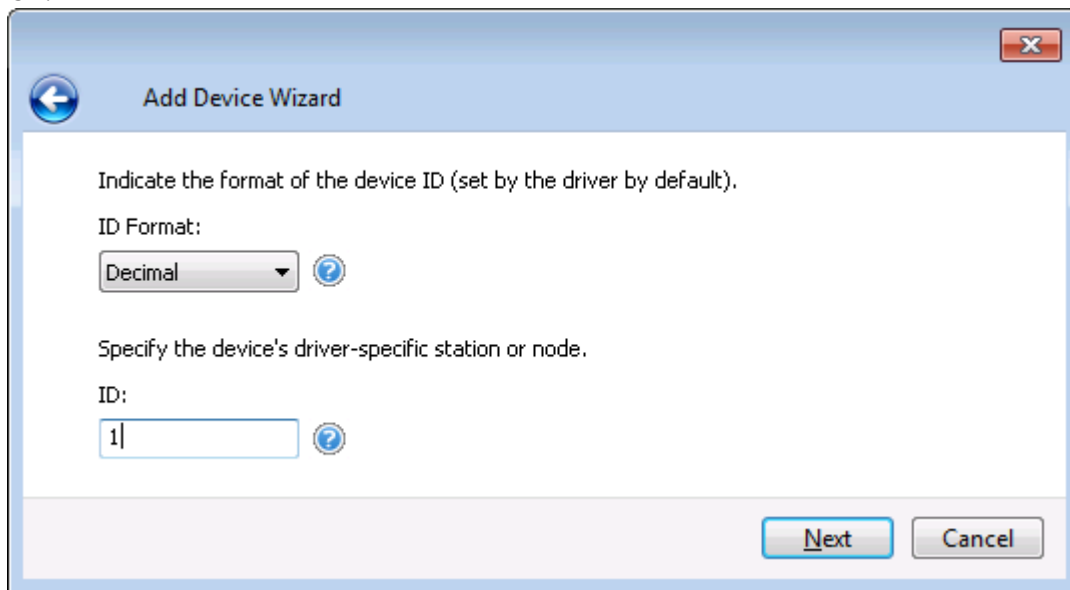 Add Device Wizard
Indicate the format of the device ID (set by the driver by default).
ID Format:
Decimal
Specify the device's driver-specific station or node.
ID:
1
Next Cancel